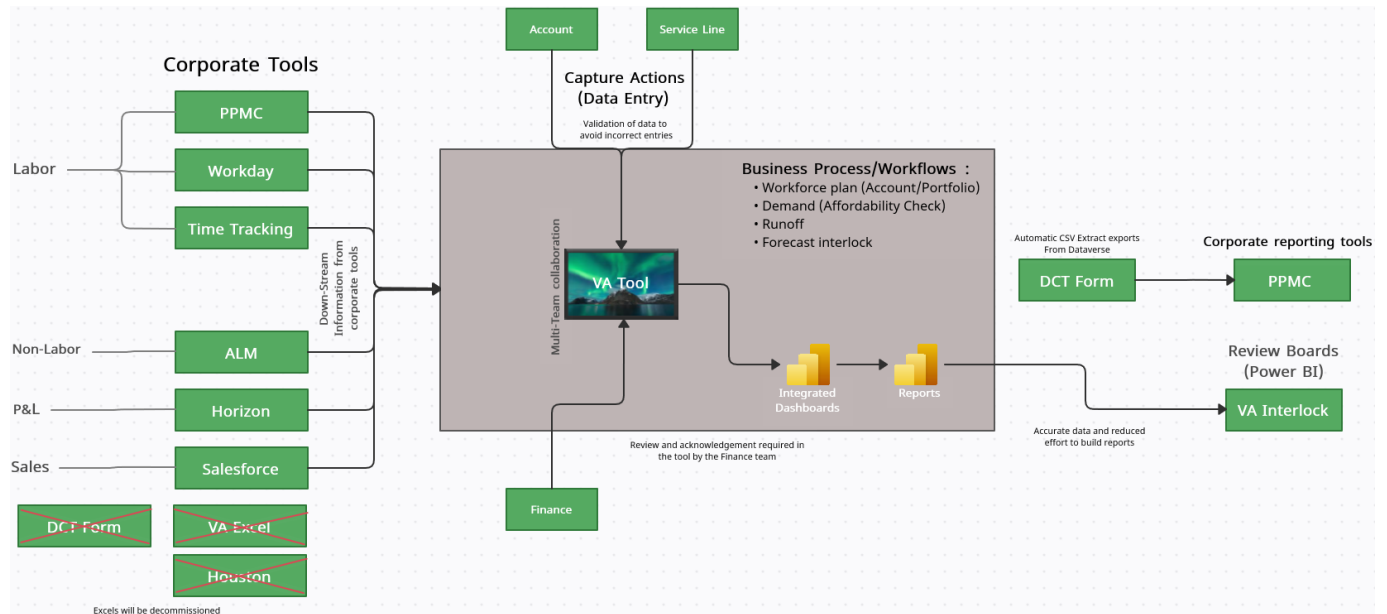 Account
Service Line
Corporate Tools
Capture Actions
(Data Entry)
Validation of data to
avoid incorrect entries
PPMC
Labor
Workday
Time Tracking
Down-Stream
Information from
corporate tools
Non-Labor
ALM
P&L
Horizon
Sales
Salesforce
DCT Form
VA Excel
Houston
Excels will be decommissioned
Business Process/Workflows :
• Workforce plan (Account/Portfolio)
• Demand (Affordability Check)
• Runoff
• Forecast interlock
Multi-Team collaboration
VA Tool
Integrated
Dashboards
Reports
Review and acknowledgement required in
the tool by the Finance team
Finance
Automatic CSV Extract exports
From Dataverse
DCT Form
Corporate reporting tools
PPMC
Review Boards
(Power BI)
VA Interlock
Accurate data and reduced
effort to build reports